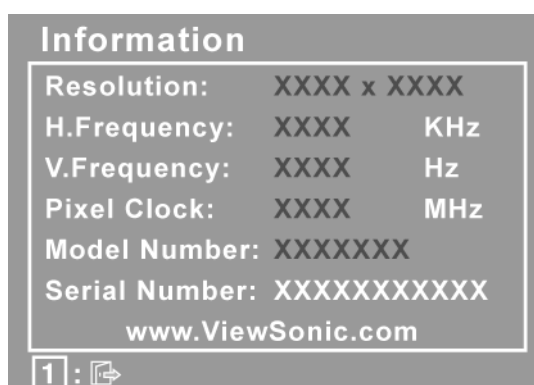 Information
Resolution: XXXX x XXXX
H.Frequency: XXXX KHz
V.Frequency: XXXX Hz
Pixel Clock: XXXX MHz
Model Number: XXXXXXX
Serial Number: XXXXXXXXXXX
www.ViewSonic.com
1 :